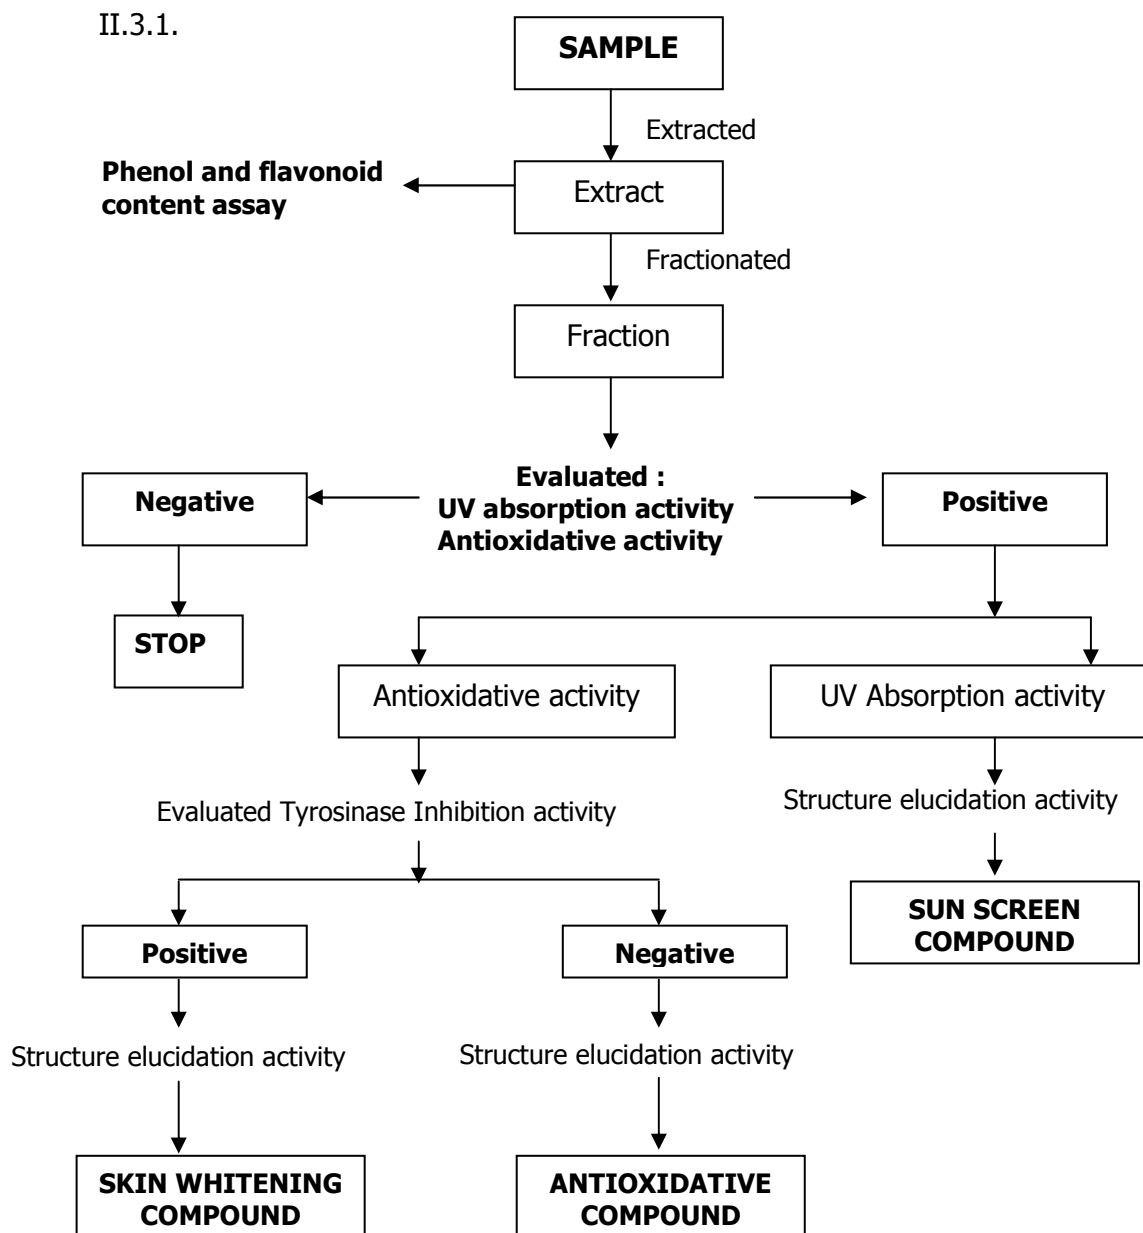 II.3.1.
SAMPLE
Extracted
Phenol and flavonoid
content assay
Extract
Fractionated
Fraction
Negative
Evaluated :
UV absorption activity
Antioxidative activity
Positive
STOP
Antioxidative activity
UV Absorption activity
Evaluated Tyrosinase Inhibition activity
Structure elucidation activity
Positive
Negative
SUN SCREEN
COMPOUND
Structure elucidation activity
Structure elucidation activity
SKIN WHITENING
COMPOUND
ANTIOXIDATIVE
COMPOUND